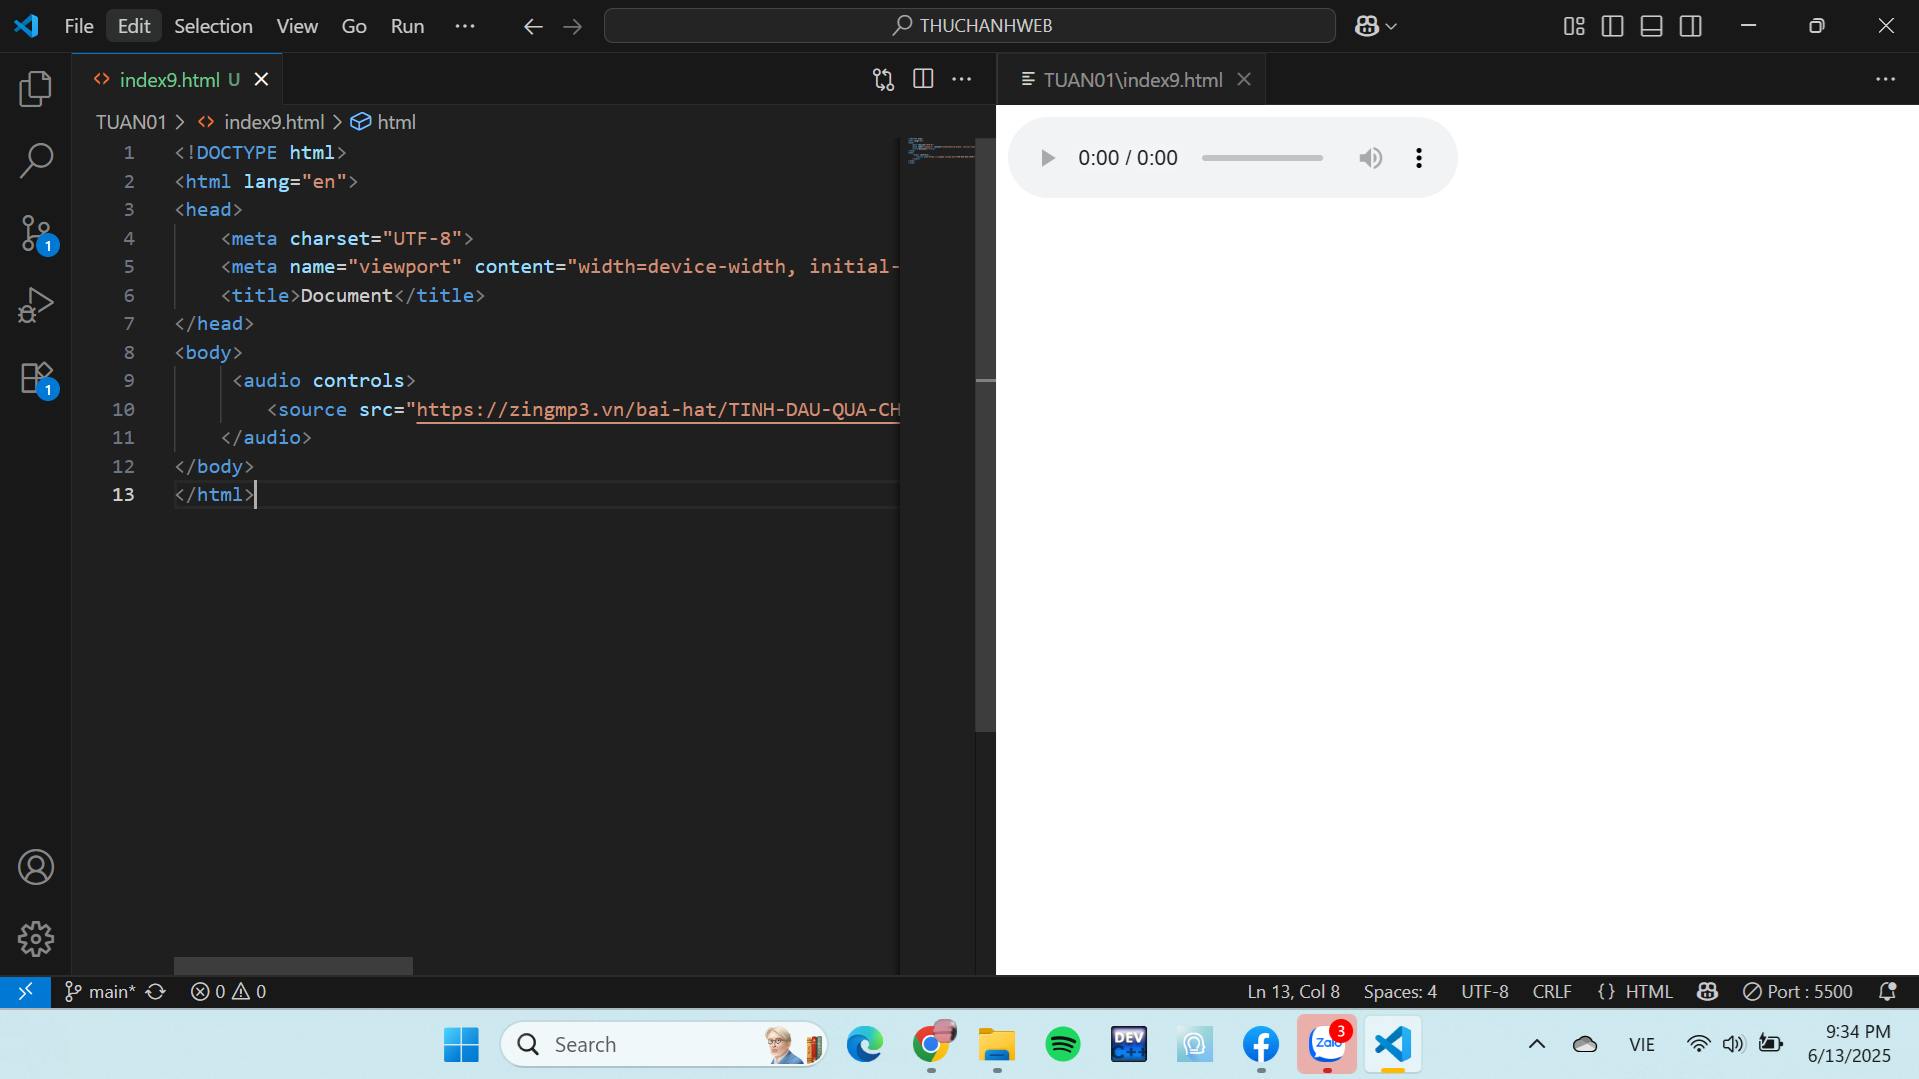 File Edit Selection View Go Run ··· THUCHANHWEB
index9.html U
TUAN01\index9.html
TUAN01 > index9.html > html
1 <!DOCTYPE html>
2 <html lang="en">
3 <head>
4 <meta charset="UTF-8">
5 <meta name="viewport" content="width=device-width, initial-
6 <title>Document</title>
7 </head>
8 <body>
9 <audio controls>
10 <source src="https://zingmp3.vn/bai-hat/TINH-DAU-QUA-CH
11 </audio>
12 </body>
13 </html>
0:00 / 0:00
1
1
main* 0 0 Ln 13, Col 8 Spaces: 4 UTF-8 CRLF {} HTML Port : 5500
Search
DEV
C++
Zalo
3
VIE
9:34 PM
6/13/2025